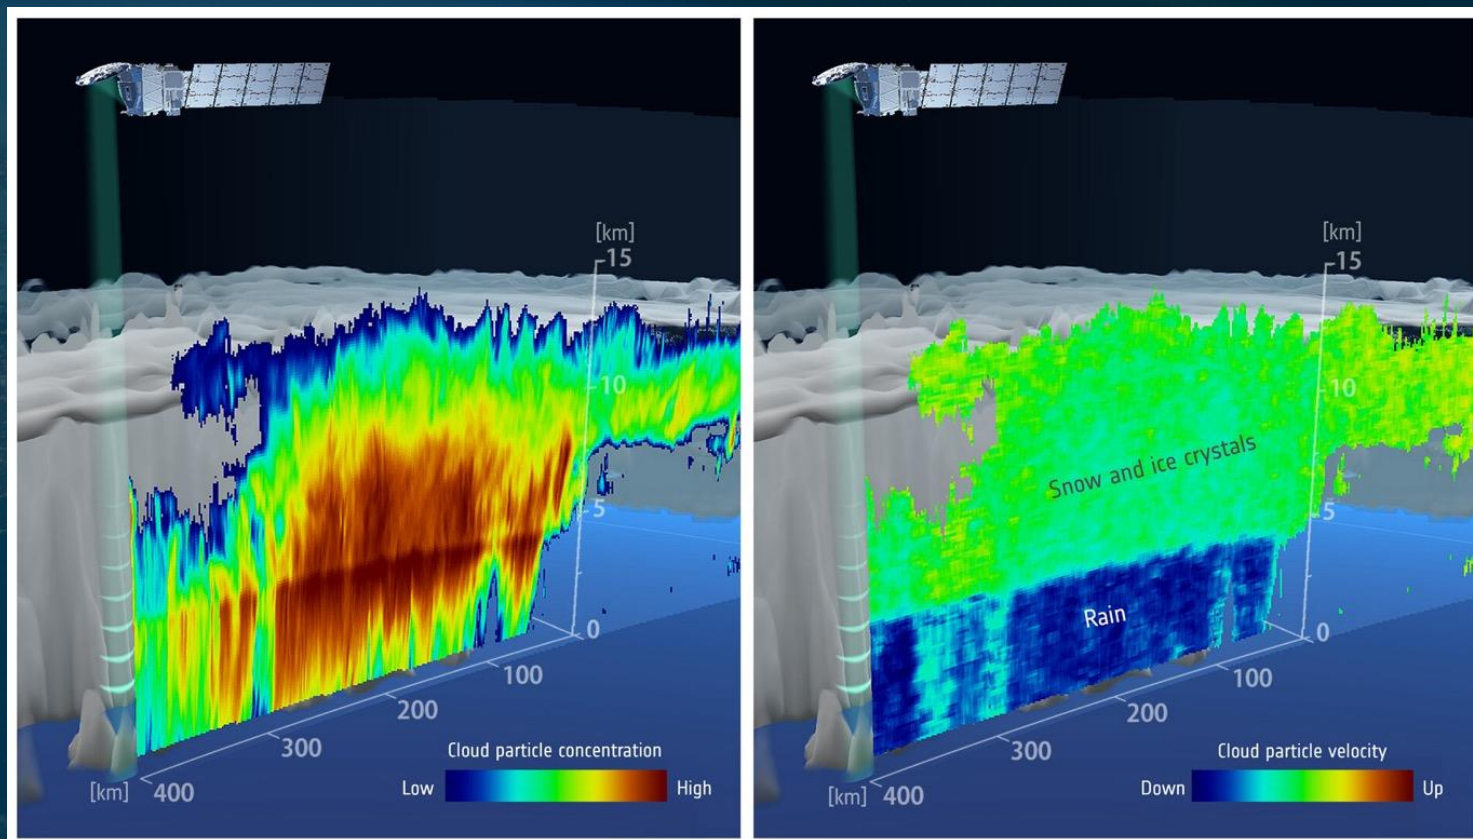 [km]
-15
-10
-5
0
100
200
300
400
[km]
Cloud particle concentration
Low High
[km]
-15
-10
-5
0
100
200
300
400
[km]
Snow and ice crystals
Rain
Cloud particle velocity
Down Up